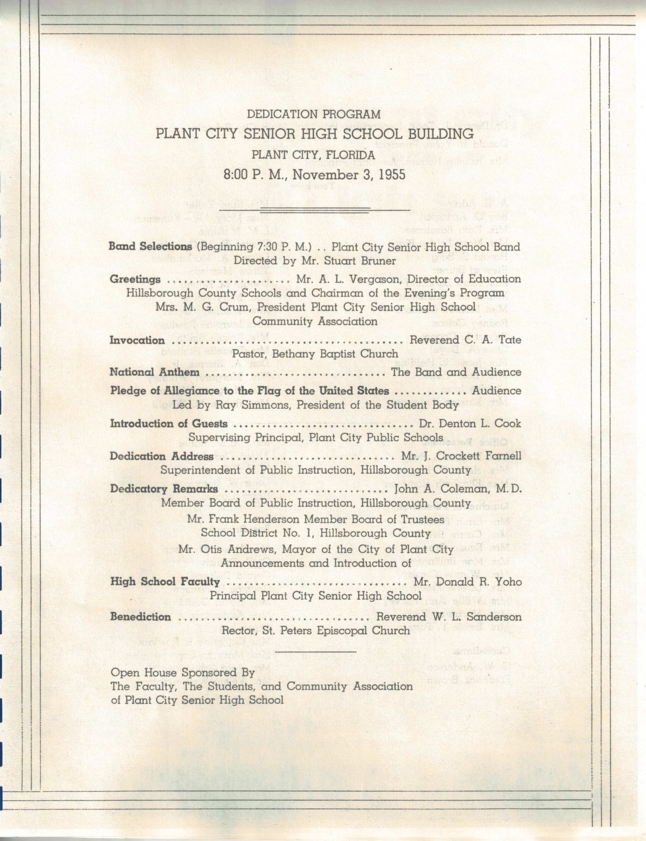 DEDICATION PROGRAM
PLANT CITY SENIOR HIGH SCHOOL BUILDING
PLANT CITY, FLORIDA
8:00 P. M., November 3, 1955
Band Selections (Beginning 7:30 P. M.) . . Plant City Senior High School Band
Directed by Mr. Stuart Bruner
Greetings ...................... Mr. A. L. Vergason, Director of Education
Hillsborough County Schools and Chairman of the Evening's Program
Mrs. M. G. Crum, President Plant City Senior High School
Community Association
Invocation ..................................... Reverend C. A. Tate
Pastor, Bethany Baptist Church
National Anthem ............................ The Band and Audience
Pledge of Allegiance to the Flag of the United States ............ Audience
Led by Ray Simmons, President of the Student Body
Introduction of Guests ............................. Dr. Denton L. Cook
Supervising Principal, Plant City Public Schools
Dedication Address ............................ Mr. J. Crockett Farnell
Superintendent of Public Instruction, Hillsborough County
Dedicatory Remarks .......................... John A. Coleman, M.D.
Member Board of Public Instruction, Hillsborough County
Mr. Frank Henderson Member Board of Trustees
School District No. 1, Hillsborough County
Mr. Otis Andrews, Mayor of the City of Plant City
Announcements and Introduction of
High School Faculty ............................. Mr. Donald R. Yoho
Principal Plant City Senior High School
Benediction ............................... Reverend W. L. Sanderson
Rector, St. Peters Episcopal Church
Open House Sponsored By
The Faculty, The Students, and Community Association
of Plant City Senior High School